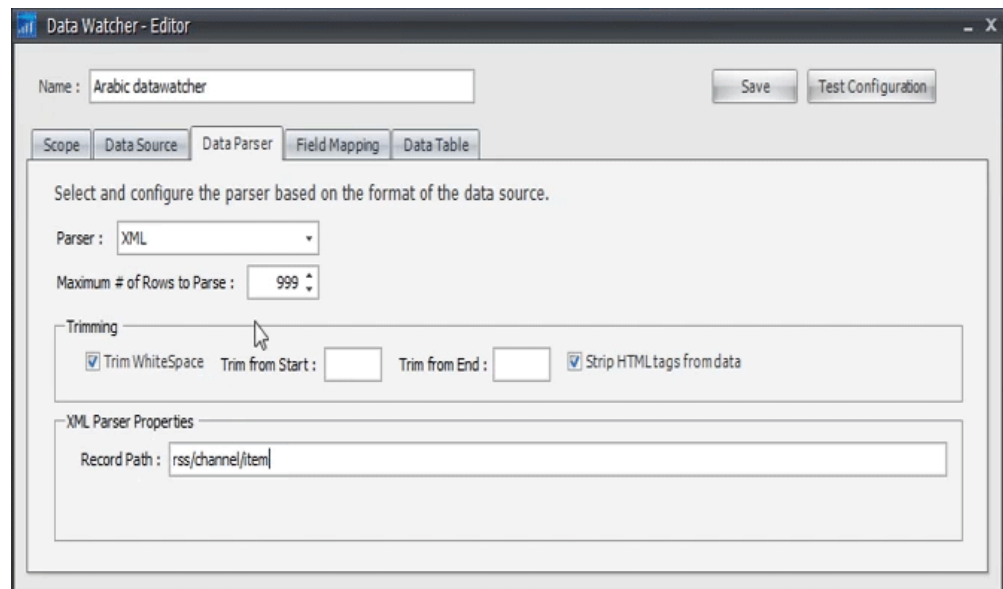 Data Watcher - Editor
Name : Arabic datawatcher Save Test Configuration
Scope Data Source Data Parser Field Mapping Data Table
Select and configure the parser based on the format of the data source.
Parser : XML
Maximum # of Rows to Parse : 999
Trimming
Trim WhiteSpace Trim from Start : Trim from End : Strip HTML tags from data
XML Parser Properties
Record Path : rss/channel/item